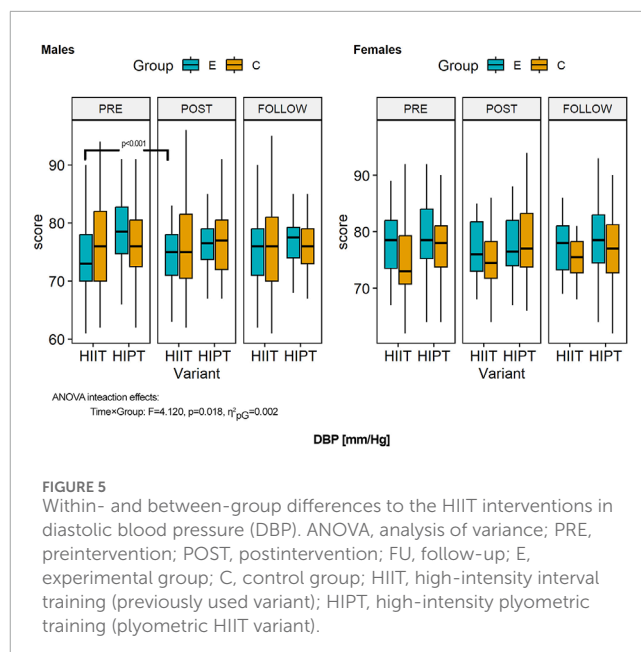 Males
Group E C
PRE POST FOLLOW
p<0.001
score
90
80
70
60
HIIT HIPT HIIT HIPT HIIT HIPT
Variant
Females
Group E C
PRE POST FOLLOW
score
90
80
70
HIIT HIPT HIIT HIPT HIIT HIPT
Variant
ANOVA inteaction effects:
Time×Group: F=4.120, p=0.018, η²pG=0.002
DBP [mm/Hg]
FIGURE 5
Within- and between-group differences to the HIIT interventions in
diastolic blood pressure (DBP). ANOVA, analysis of variance; PRE,
preintervention; POST, postintervention; FU, follow-up; E,
experimental group; C, control group; HIIT, high-intensity interval
training (previously used variant); HIPT, high-intensity plyometric
training (plyometric HIIT variant).